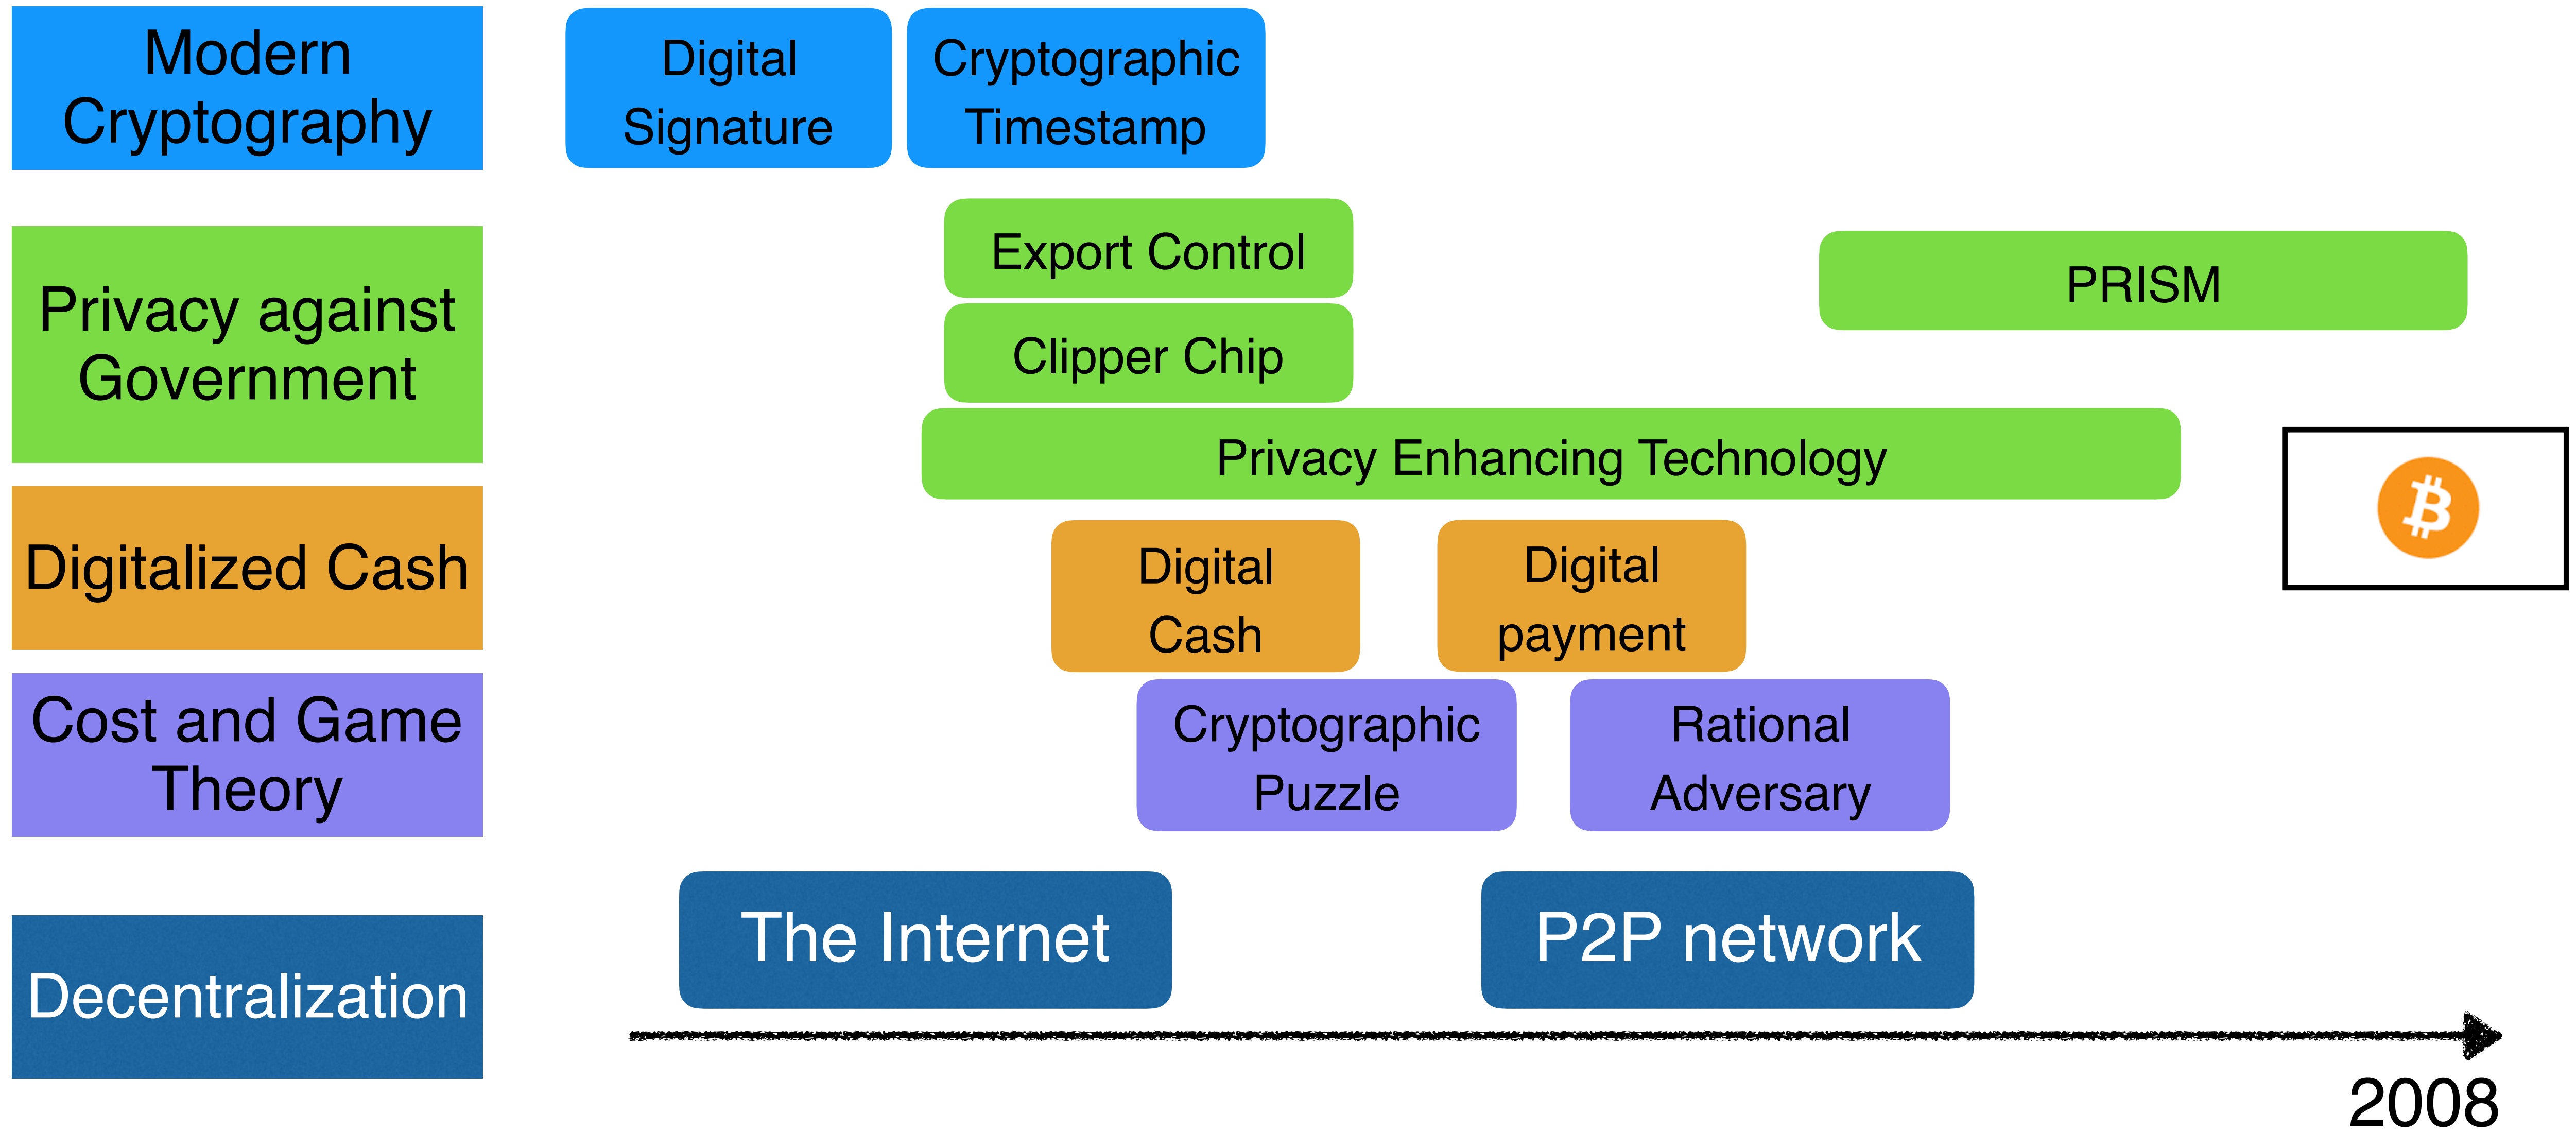 Modern
Cryptography
Digital
Signature
Cryptographic
Timestamp
Privacy against
Government
Export Control
Clipper Chip
PRISM
Privacy Enhancing Technology
Digitalized Cash
Digital
Cash
Digital
payment
Cost and Game
Theory
Cryptographic
Puzzle
Rational
Adversary
Decentralization
The Internet
P2P network
2008